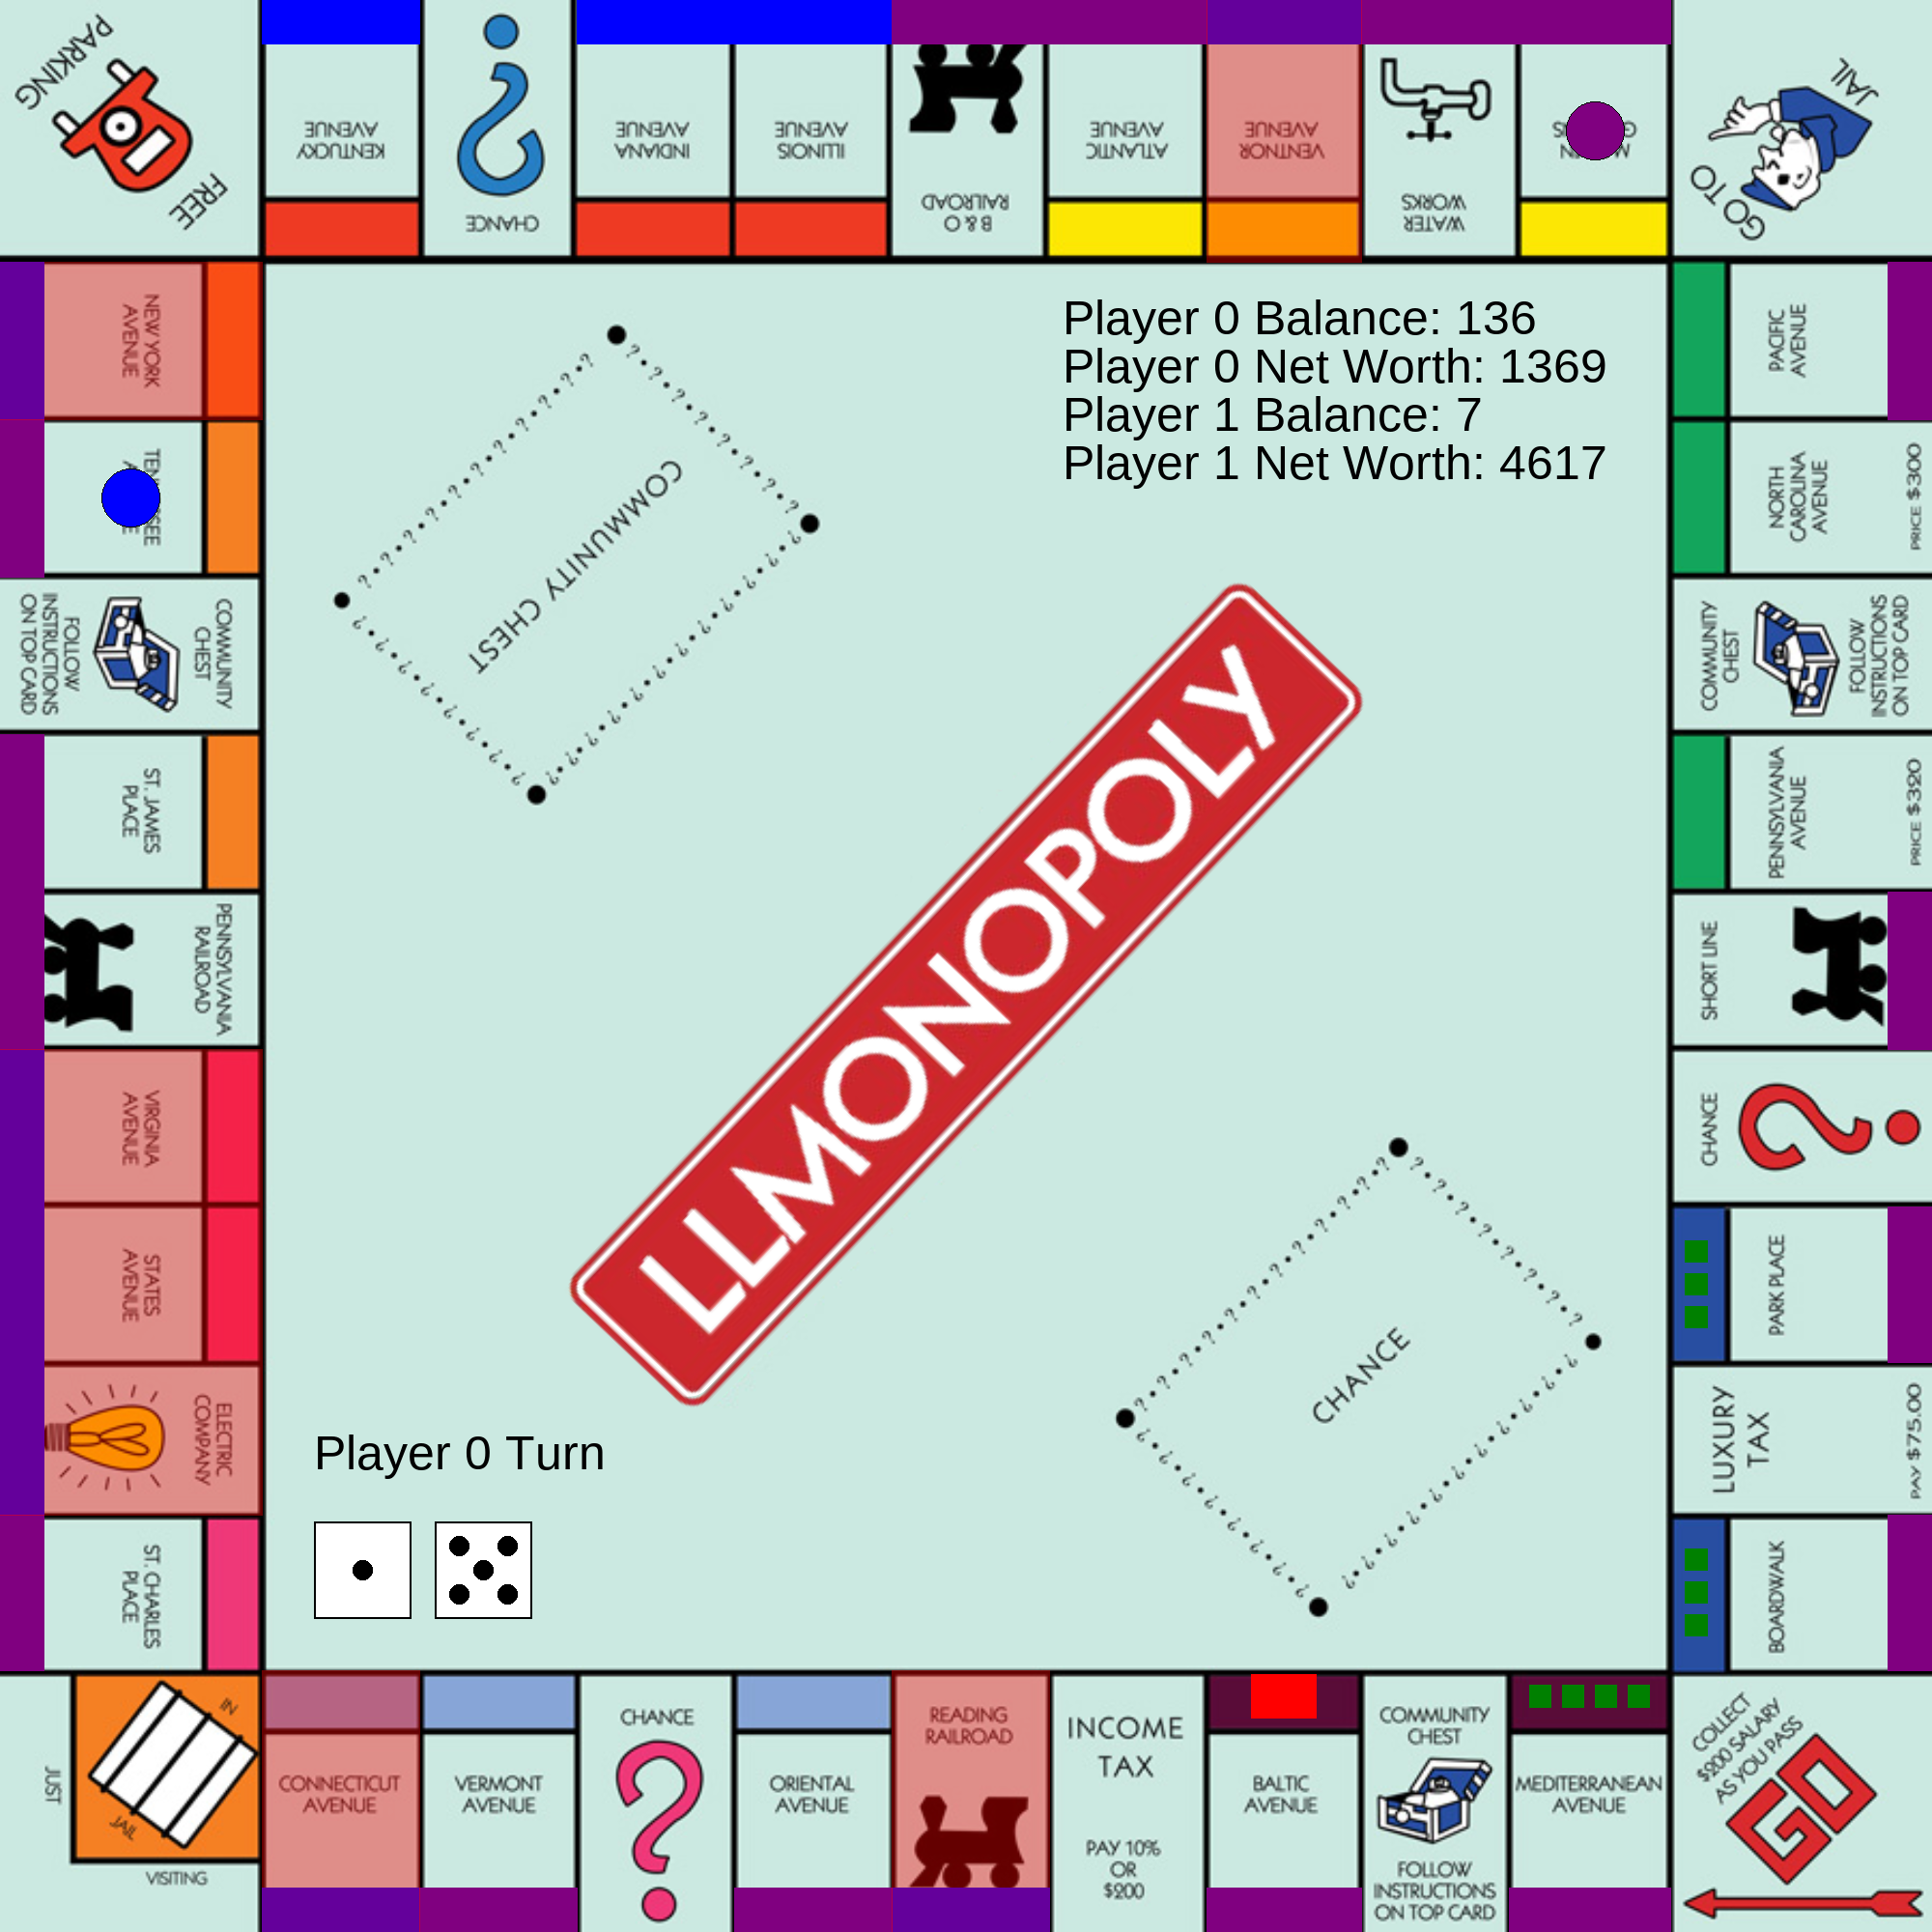 FREE
PARKING
KENTUCKY
AVENUE
CHANCE
INDIANA
AVENUE
ILLINOIS
AVENUE
B & O
RAILROAD
ATLANTIC
AVENUE
VENTNOR
AVENUE
WATER
WORKS
GO TO
JAIL
NEW YORK
AVENUE
COMMUNITY
CHEST
FOLLOW
INSTRUCTIONS
ON TOP CARD
ST. JAMES
PLACE
PENNSYLVANIA
RAILROAD
VIRGINIA
AVENUE
STATES
AVENUE
ELECTRIC
COMPANY
ST. CHARLES
PLACE
Player 0 Balance: 136
Player 0 Net Worth: 1369
Player 1 Balance: 7
Player 1 Net Worth: 4617
COMMUNITY CHEST
LLMONOPOLY
CHANCE
Player 0 Turn
PACIFIC
AVENUE
NORTH
CAROLINA
AVENUE
PRICE $300
COMMUNITY
CHEST
FOLLOW
INSTRUCTIONS
ON TOP CARD
PENNSYLVANIA
AVENUE
PRICE $320
SHORT LINE
CHANCE
PARK PLACE
LUXURY
TAX
PAY $75.00
BOARDWALK
IN
JAIL
JUST
VISITING
CONNECTICUT
AVENUE
VERMONT
AVENUE
CHANCE
ORIENTAL
AVENUE
READING
RAILROAD
INCOME
TAX
PAY 10%
OR
$200
BALTIC
AVENUE
COMMUNITY
CHEST
FOLLOW
INSTRUCTIONS
ON TOP CARD
MEDITERRANEAN
AVENUE
COLLECT
$200 SALARY
AS YOU PASS
GO